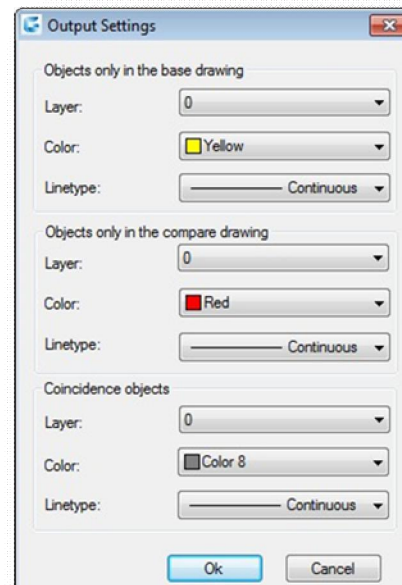 Output Settings
Objects only in the base drawing
Layer: 0
Color: Yellow
Linetype: Continuous
Objects only in the compare drawing
Layer: 0
Color: Red
Linetype: Continuous
Coincidence objects
Layer: 0
Color: Color 8
Linetype: Continuous
Ok Cancel